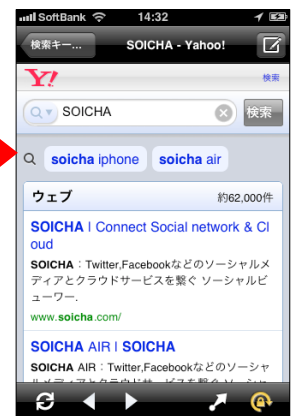 SoftBank 14:32
検索キー... SOICHA - Yahoo!
Y! 検索
SOICHA 検索
soicha iphone soicha air
ウェブ 約62,000件
SOICHA | Connect Social network & Cl
oud
SOICHA：Twitter,Facebookなどのソーシャルメ
ディアとクラウドサービスを繋ぐ ソーシャルビ
ューワー.
www.soicha.com/
SOICHA AIR | SOICHA
SOICHA AIR：Twitter,Facebookなどのソーシャ